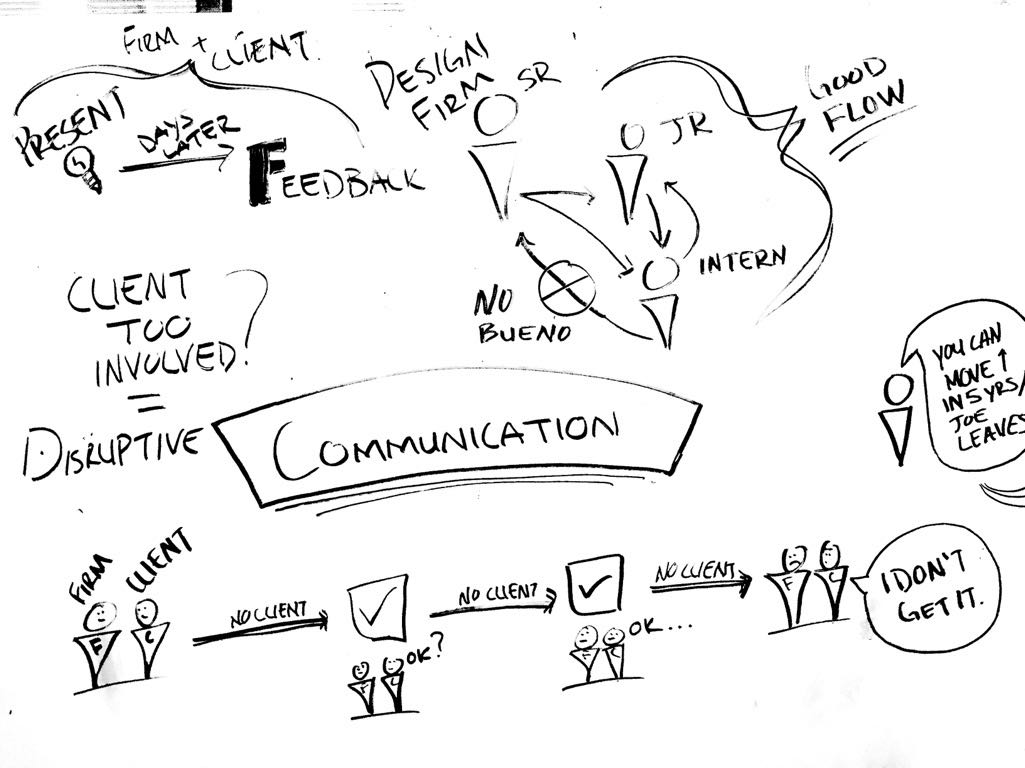 FIRM + CLIENT
PRESENT
DAYS
LATER
FEEDBACK
DESIGN
FIRM
SR
JR
INTERN
NO
BUENO
GOOD
FLOW
CLIENT
TOO
INVOLVED?
=
DISRUPTIVE
COMMUNICATION
YOU CAN
MOVE ↑
IN 5 YRS/
JOE
LEAVES
FIRM
CLIENT
F
C
NO CLIENT
OK?
F
C
NO CLIENT
OK...
F
C
NO CLIENT
F
C
I DON'T
GET IT.